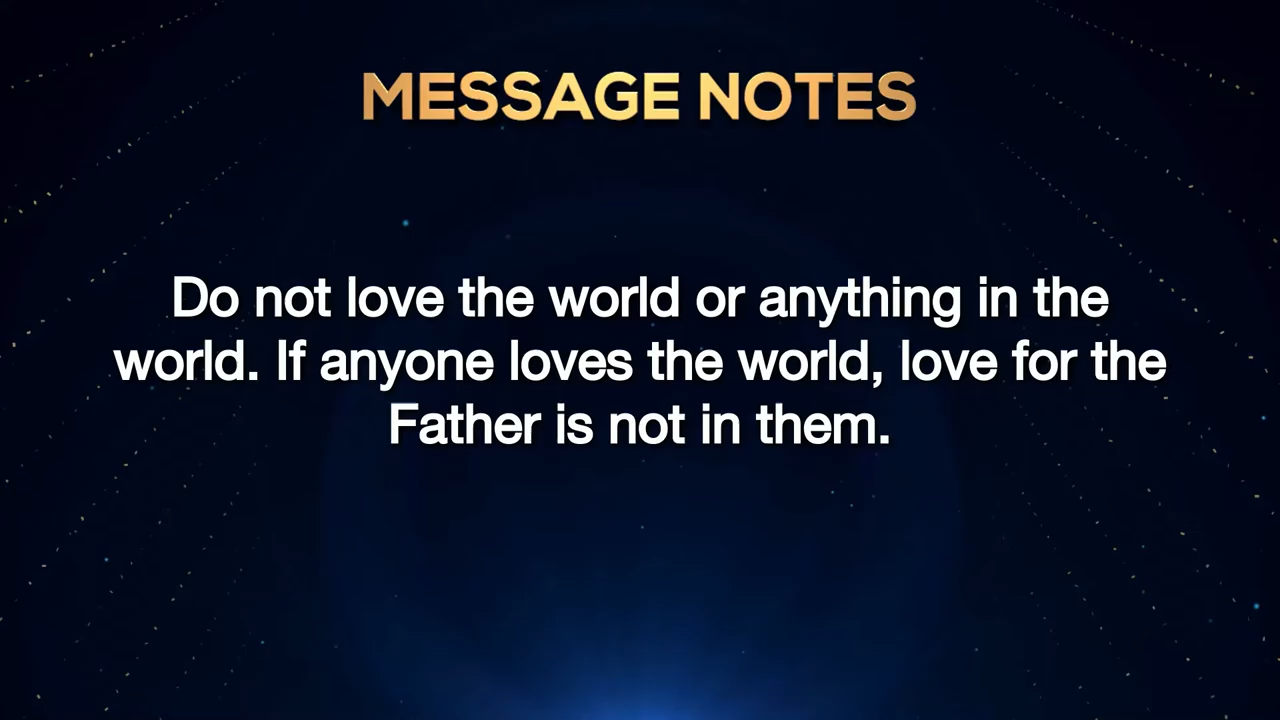 MESSAGE NOTES
Do not love the world or anything in the
world. If anyone loves the world, love for the
Father is not in them.